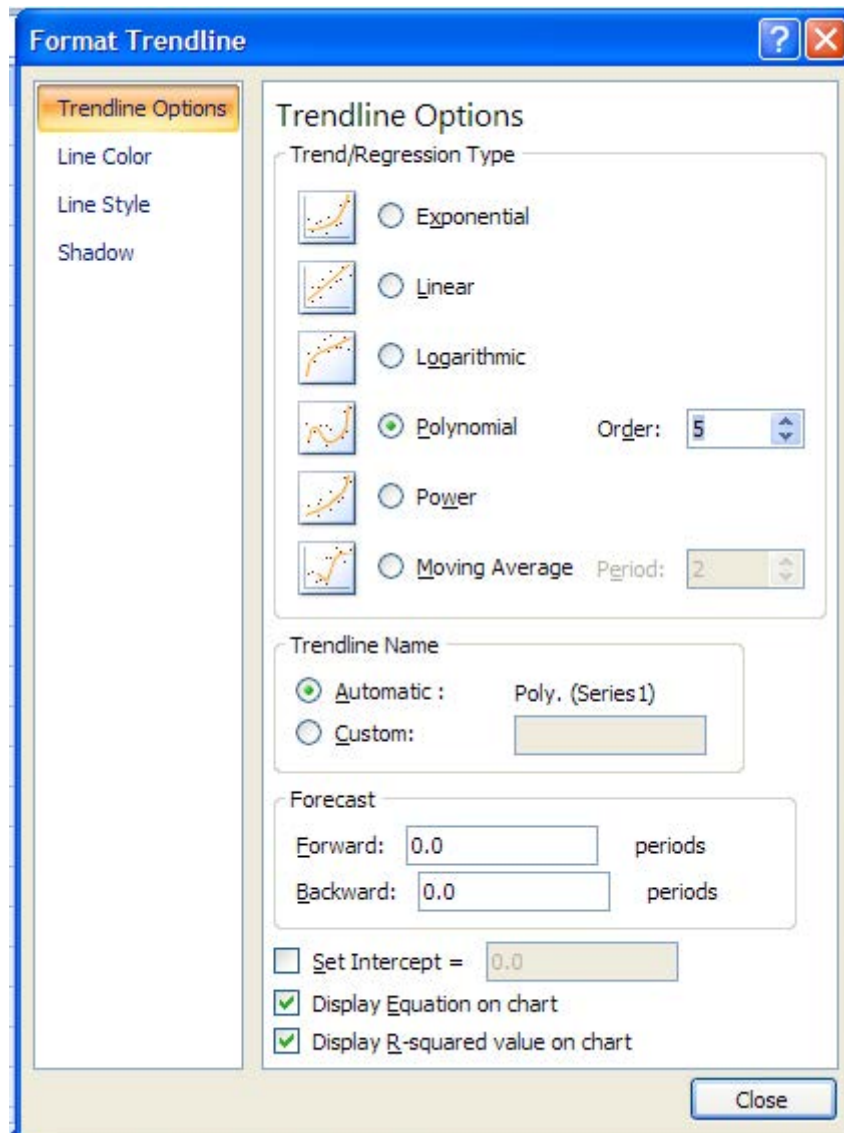 Format Trendline
Trendline Options
Line Color
Line Style
Shadow
Trendline Options
Trend/Regression Type
Exponential
Linear
Logarithmic
Polynomial Order: 5
Power
Moving Average Period: 2
Trendline Name
Automatic : Poly. (Series1)
Custom:
Forecast
Forward: 0.0 periods
Backward: 0.0 periods
Set Intercept = 0.0
Display Equation on chart
Display R-squared value on chart
Close